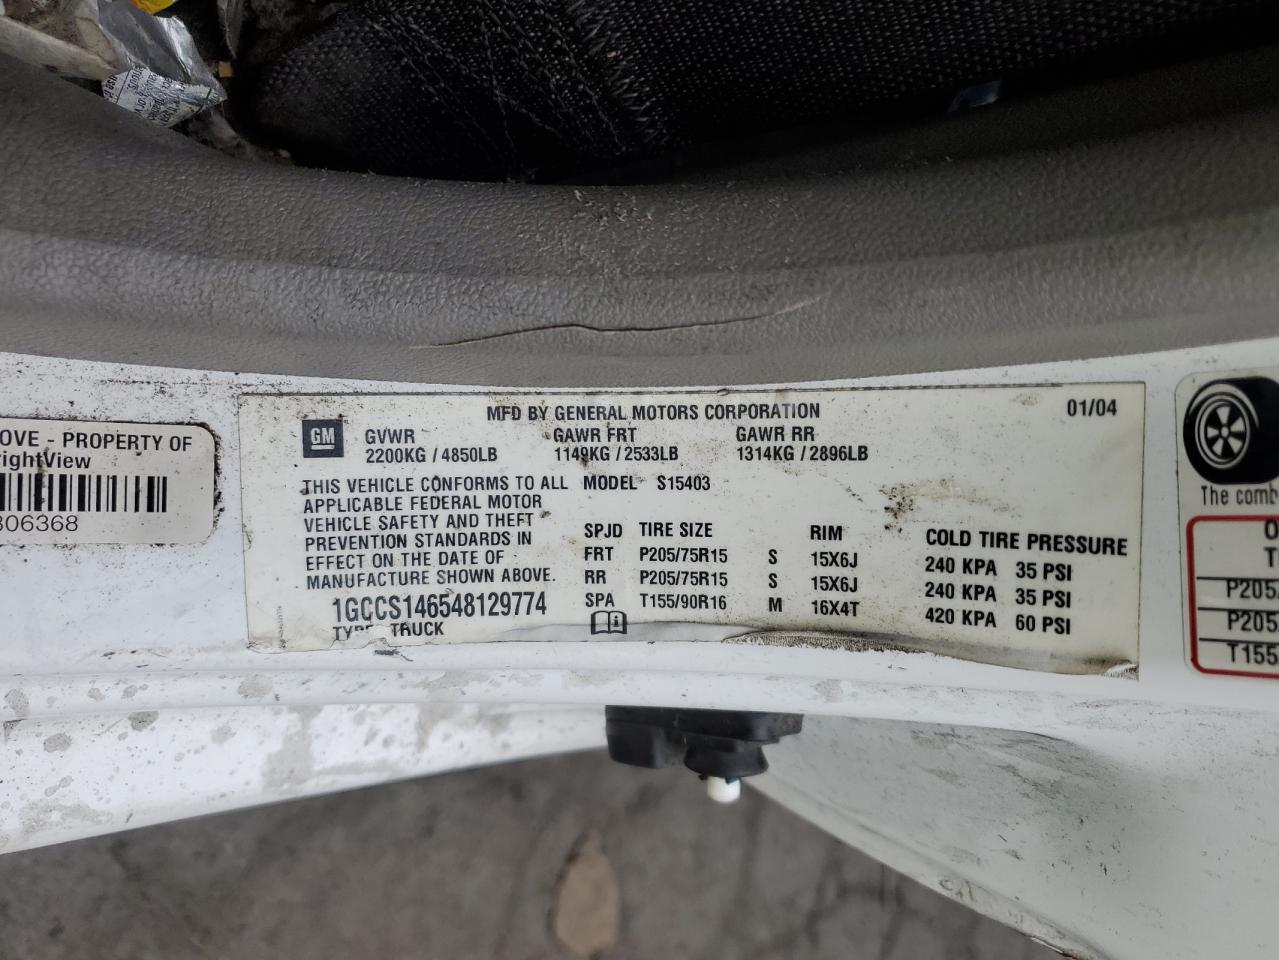 MFD BY GENERAL MOTORS CORPORATION 01/04
GM
GVWR GAWR FRT GAWR RR
2200KG / 4850LB 1149KG / 2533LB 1314KG / 2896LB
THIS VEHICLE CONFORMS TO ALL
APPLICABLE FEDERAL MOTOR
VEHICLE SAFETY AND THEFT
PREVENTION STANDARDS IN
EFFECT ON THE DATE OF
MANUFACTURE SHOWN ABOVE.
1GCCS146548129774
TYPE TRUCK
MODEL S15403
SPJD TIRE SIZE RIM COLD TIRE PRESSURE
FRT P205/75R15 S 15X6J 240 KPA 35 PSI
RR P205/75R15 S 15X6J 240 KPA 35 PSI
SPA T155/90R16 M 16X4T 420 KPA 60 PSI
OVE - PROPERTY OF
rightView
306368
The comb
O
T
P205/
P205
T155